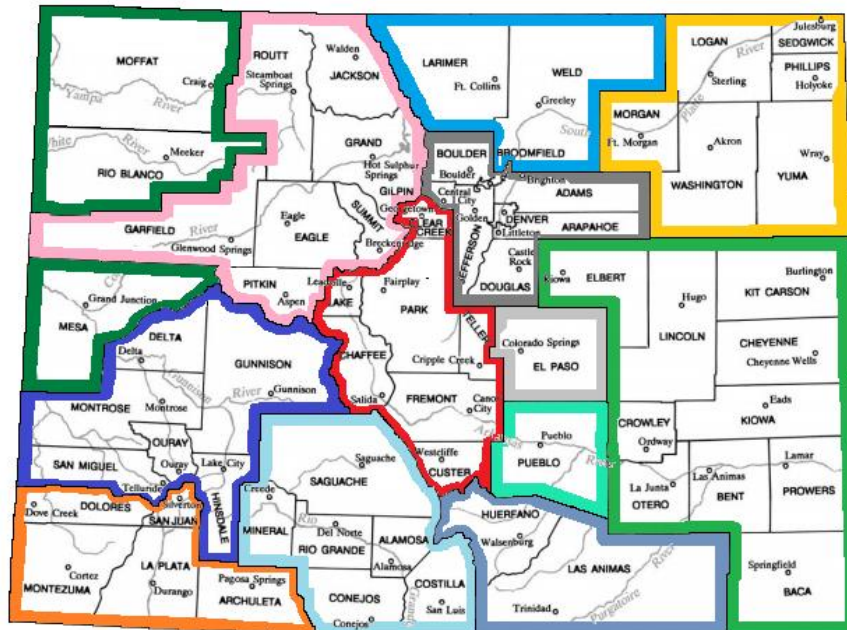 MOFFAT
Craig
Yampa
River
White
River
Meeker
RIO BLANCO
ROUTT
Steamboat
Springs
Walden
JACKSON
GRAND
Hot Sulphur
Springs
LARIMER
Ft. Collins
WELD
Greeley
South
Platte
River
LOGAN
Sterling
Julesburg
SEDGWICK
PHILLIPS
Holyoke
MORGAN
Ft. Morgan
Akron
WASHINGTON
Wray
YUMA
BOULDER
Boulder
BROOMFIELD
Brighton
ADAMS
GILPIN
Central
City
Georgetown
CLEAR
CREEK
Golden
DENVER
Littleton
ARAPAHOE
JEFFERSON
Castle
Rock
DOUGLAS
GARFIELD
River
Glenwood Springs
Eagle
EAGLE
SUMMIT
Breckenridge
PITKIN
Aspen
Leadville
LAKE
Fairplay
PARK
TELLER
Cripple Creek
CHAFFEE
Salida
FREMONT
Cano
City
Arkansas
River
Westcliffe
CUSTER
Colorado Springs
EL PASO
Pueblo
PUEBLO
Kiowa
ELBERT
Hugo
LINCOLN
Burlington
KIT CARSON
CHEYENNE
Cheyenne Wells
Eads
KIOWA
CROWLEY
Ordway
La Junta
OTERO
Las Animas
BENT
Lamar
PROWERS
Springfield
BACA
Grand Junction
MESA
DELTA
Delta
Gunnison
River
GUNNISON
Gunnison
MONTROSE
Montrose
OURAY
Ouray
SAN MIGUEL
Telluride
Lake City
HINSDALE
DOLORES
Dove Creek
Silverton
SAN JUAN
Cortez
MONTEZUMA
LA PLATA
Durango
Pagosa Springs
ARCHULETA
Saguache
SAGUACHE
Creede
MINERAL
Rio
Grande
Del Norte
RIO GRANDE
ALAMOSA
Alamosa
CONEJOS
Conejos
COSTILLA
San Luis
HUERFANO
Walsenburg
LAS ANIMAS
Trinidad
Purgatoire
River